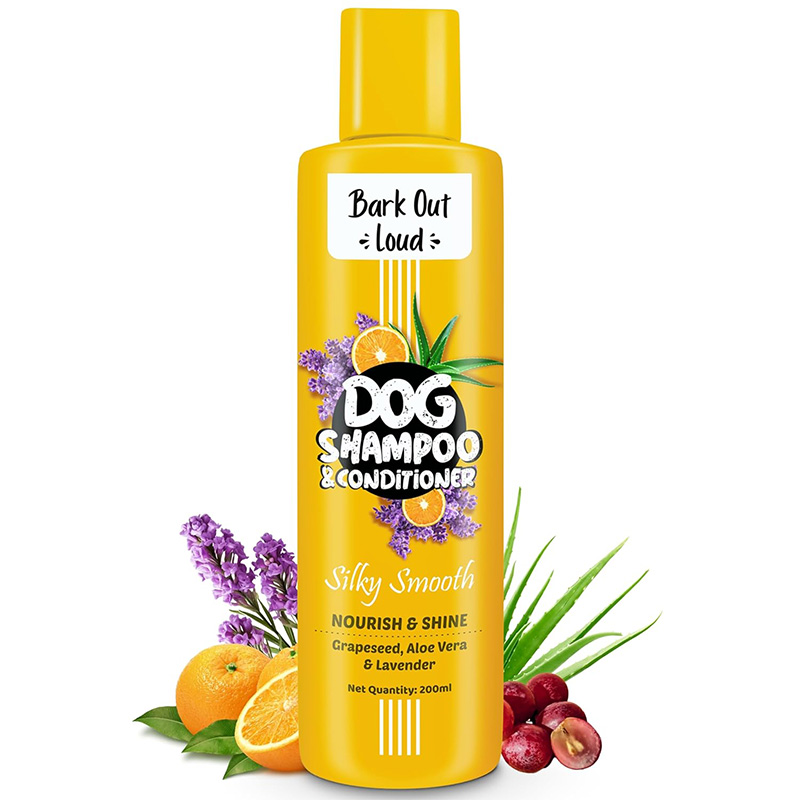 Bark Out
Loud
DOG
SHAMPOO
& CONDITIONER
Silky Smooth
NOURISH & SHINE
Grapeseed, Aloe Vera
& Lavender
Net Quantity: 200ml